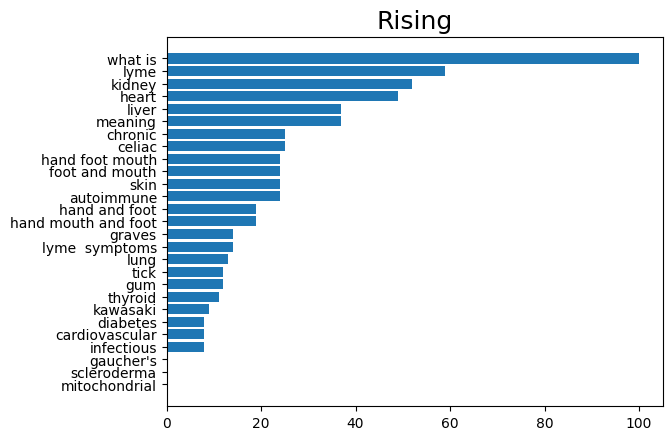 Rising
what is
lyme
kidney
heart
liver
meaning
chronic
celiac
hand foot mouth
foot and mouth
skin
autoimmune
hand and foot
hand mouth and foot
graves
lyme  symptoms
lung
tick
gum
thyroid
kawasaki
diabetes
cardiovascular
infectious
gaucher's
scleroderma
mitochondrial
0 20 40 60 80 100